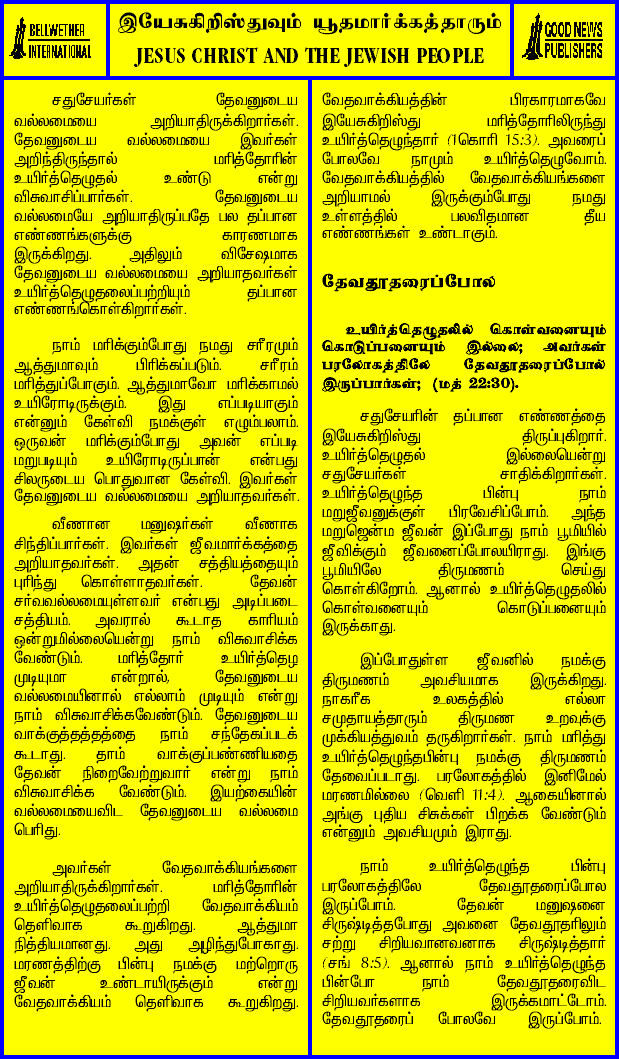 BELLWETHER
INTERNATIONAL
இயேசுகிறிஸ்துவும் யூதமார்க்கத்தாரும்
JESUS CHRIST AND THE JEWISH PEOPLE
GOOD NEWS
PUBLISHERS
சதுசேயர்கள் தேவனுடைய
வல்லமையை அறியாதிருக்கிறார்கள்.
தேவனுடைய வல்லமையை இவர்கள்
அறிந்திருந்தால் மரித்தோரின்
உயிர்த்தெழுதல் உண்டு என்று
விசுவாசிப்பார்கள். தேவனுடைய
வல்லமையே அறியாதிருப்பதே பல தப்பான
எண்ணங்களுக்கு காரணமாக
இருக்கிறது. அதிலும் விசேஷமாக
தேவனுடைய வல்லமையை அறியாதவர்கள்
உயிர்த்தெழுதலைப்பற்றியும் தப்பான
எண்ணங்கொள்கிறார்கள்.
நாம் மரிக்கும்போது நமது சரீரமும்
ஆத்துமாவும் பிரிக்கப்படும். சரீரம்
மரித்துப்போகும். ஆத்துமாவோ மரிக்காமல்
உயிரோடிருக்கும். இது எப்படியாகும்
என்னும் கேள்வி நமக்குள் எழும்பலாம்.
ஒருவன் மரிக்கும்போது அவன் எப்படி
மறுபடியும் உயிரோடிருப்பான் என்பது
சிலருடைய பொதுவான கேள்வி. இவர்கள்
தேவனுடைய வல்லமையை அறியாதவர்கள்.
வீணான மனுஷர்கள் வீணாக
சிந்திப்பார்கள். இவர்கள் ஜீவமார்க்கத்தை
அறியாதவர்கள். அதன் சத்தியத்தையும்
புரிந்து கொள்ளாதவர்கள். தேவன்
சர்வவல்லமையுள்ளவர் என்பது அடிப்படை
சத்தியம். அவரால் கூடாத காரியம்
ஒன்றுமில்லையென்று நாம் விசுவாசிக்க
வேண்டும். மரித்தோர் உயிர்த்தெழ
முடியுமா என்றால், தேவனுடைய
வல்லமையினால் எல்லாம் முடியும் என்று
நாம் விசுவாசிக்கவேண்டும். தேவனுடைய
வாக்குத்தத்தத்தை நாம் சந்தேகப்படக்
கூடாது. தாம் வாக்குப்பண்ணியதை
தேவன் நிறைவேற்றுவார் என்று நாம்
விசுவாசிக்க வேண்டும். இயற்கையின்
வல்லமையைவிட தேவனுடைய வல்லமை
பெரிது.
அவர்கள் வேதவாக்கியங்களை
அறியாதிருக்கிறார்கள். மரித்தோரின்
உயிர்த்தெழுதலைப்பற்றி வேதவாக்கியம்
தெளிவாக கூறுகிறது. ஆத்துமா
நித்தியமானது. அது அழிந்துபோகாது.
மரணத்திற்கு பின்பு நமக்கு மற்றொரு
ஜீவன் உண்டாயிருக்கும் என்று
வேதவாக்கியம் தெளிவாக கூறுகிறது.
வேதவாக்கியத்தின் பிரகாரமாகவே
இயேசுகிறிஸ்து மரித்தோரிலிருந்து
உயிர்த்தெழுந்தார் (1கொரி 15:3). அவரைப்
போலவே நாமும் உயிர்த்தெழுவோம்.
வேதவாக்கியத்தில் வேதவாக்கியங்களை
அறியாமல் இருக்கும்போது நமது
உள்ளத்தில் பலவிதமான தீய
எண்ணங்கள் உண்டாகும்.
தேவதூதரைப்போல்
உயிர்த்தெழுதலில் கொள்வனையும்
கொடுப்பனையும் இல்லை; அவர்கள்
பரலோகத்திலே தேவதூதரைப்போல்
இருப்பார்கள்; (மத் 22:30).
சதுசேயரின் தப்பான எண்ணத்தை
இயேசுகிறிஸ்து திருப்புகிறார்.
உயிர்த்தெழுதல் இல்லையென்று
சதுசேயர்கள் சாதிக்கிறார்கள்.
உயிர்த்தெழுந்த பின்பு நாம்
மறுஜீவனுக்குள் பிரவேசிப்போம். அந்த
மறுஜென்ம ஜீவன் இப்போது நாம் பூமியில்
ஜீவிக்கும் ஜீவனைப்போலயிராது. இங்கு
பூமியிலே திருமணம் செய்து
கொள்கிறோம். ஆனால் உயிர்த்தெழுதலில்
கொள்வனையும் கொடுப்பனையும்
இருக்காது.
இப்போதுள்ள ஜீவனில் நமக்கு
திருமணம் அவசியமாக இருக்கிறது.
நாகரீக உலகத்தில் எல்லா
சமுதாயத்தாரும் திருமண உறவுக்கு
முக்கியத்துவம் தருகிறார்கள். நாம் மரித்து
உயிர்த்தெழுந்தபின்பு நமக்கு திருமணம்
தேவைப்படாது. பரலோகத்தில் இனிமேல்
மரணமில்லை (வெளி 11:4). ஆகையினால்
அங்கு புதிய சிசுக்கள் பிறக்க வேண்டும்
என்னும் அவசியமும் இராது.
நாம் உயிர்த்தெழுந்த பின்பு
பரலோகத்திலே தேவதூதரைப்போல
இருப்போம். தேவன் மனுஷனை
சிருஷ்டித்தபோது அவனை தேவதூதரிலும்
சற்று சிறியவானவனாக சிருஷ்டித்தார்
(சங் 8:5). ஆனால் நாம் உயிர்த்தெழுந்த
பின்போ நாம் தேவதூதரைவிட
சிறியவர்களாக இருக்கமாட்டோம்.
தேவதூதரைப் போலவே இருப்போம்.